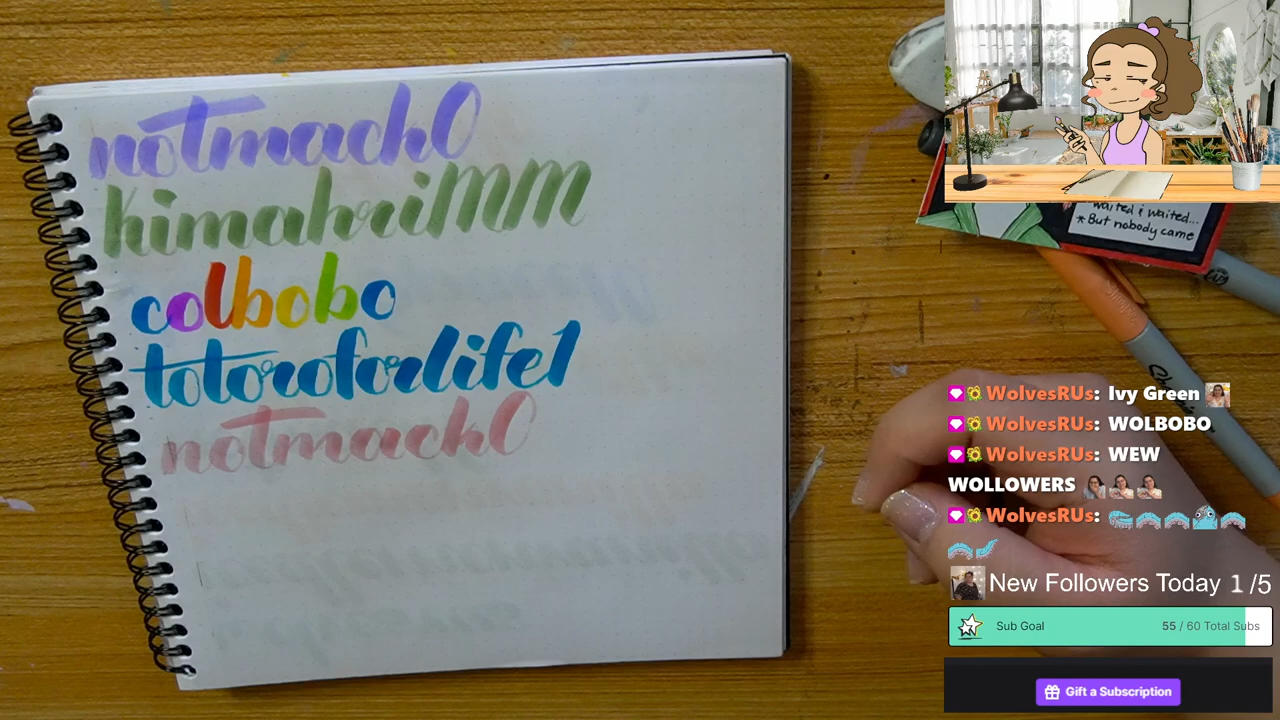 notmack0
kimahriMM
colbobo
totoroforlife1
notmack0
waited i waited...
*But nobody came
WolvesRUs: Ivy Green
WolvesRUs: WOLBOBO
WolvesRUs: WEW
WOLLOWERS
WolvesRUs:
New Followers Today 1 /5
Sub Goal 55 / 60 Total Subs
Gift a Subscription